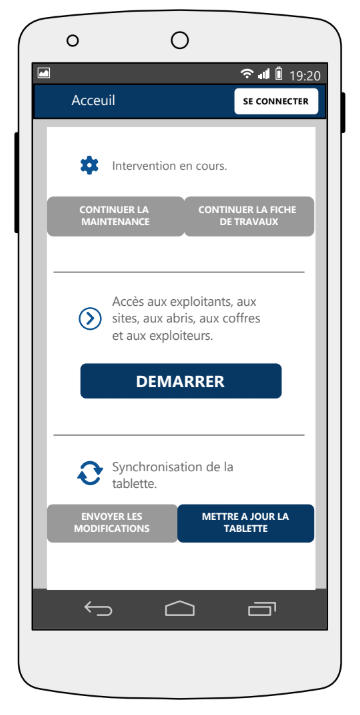 19:20
Acceuil
SE CONNECTER
Intervention en cours.
CONTINUER LA
MAINTENANCE
CONTINUER LA FICHE
DE TRAVAUX
Accès aux exploitants, aux
sites, aux abris, aux coffres
et aux exploiteurs.
DEMARRER
Synchronisation de la
tablette.
ENVOYER LES
MODIFICATIONS
METTRE A JOUR LA
TABLETTE